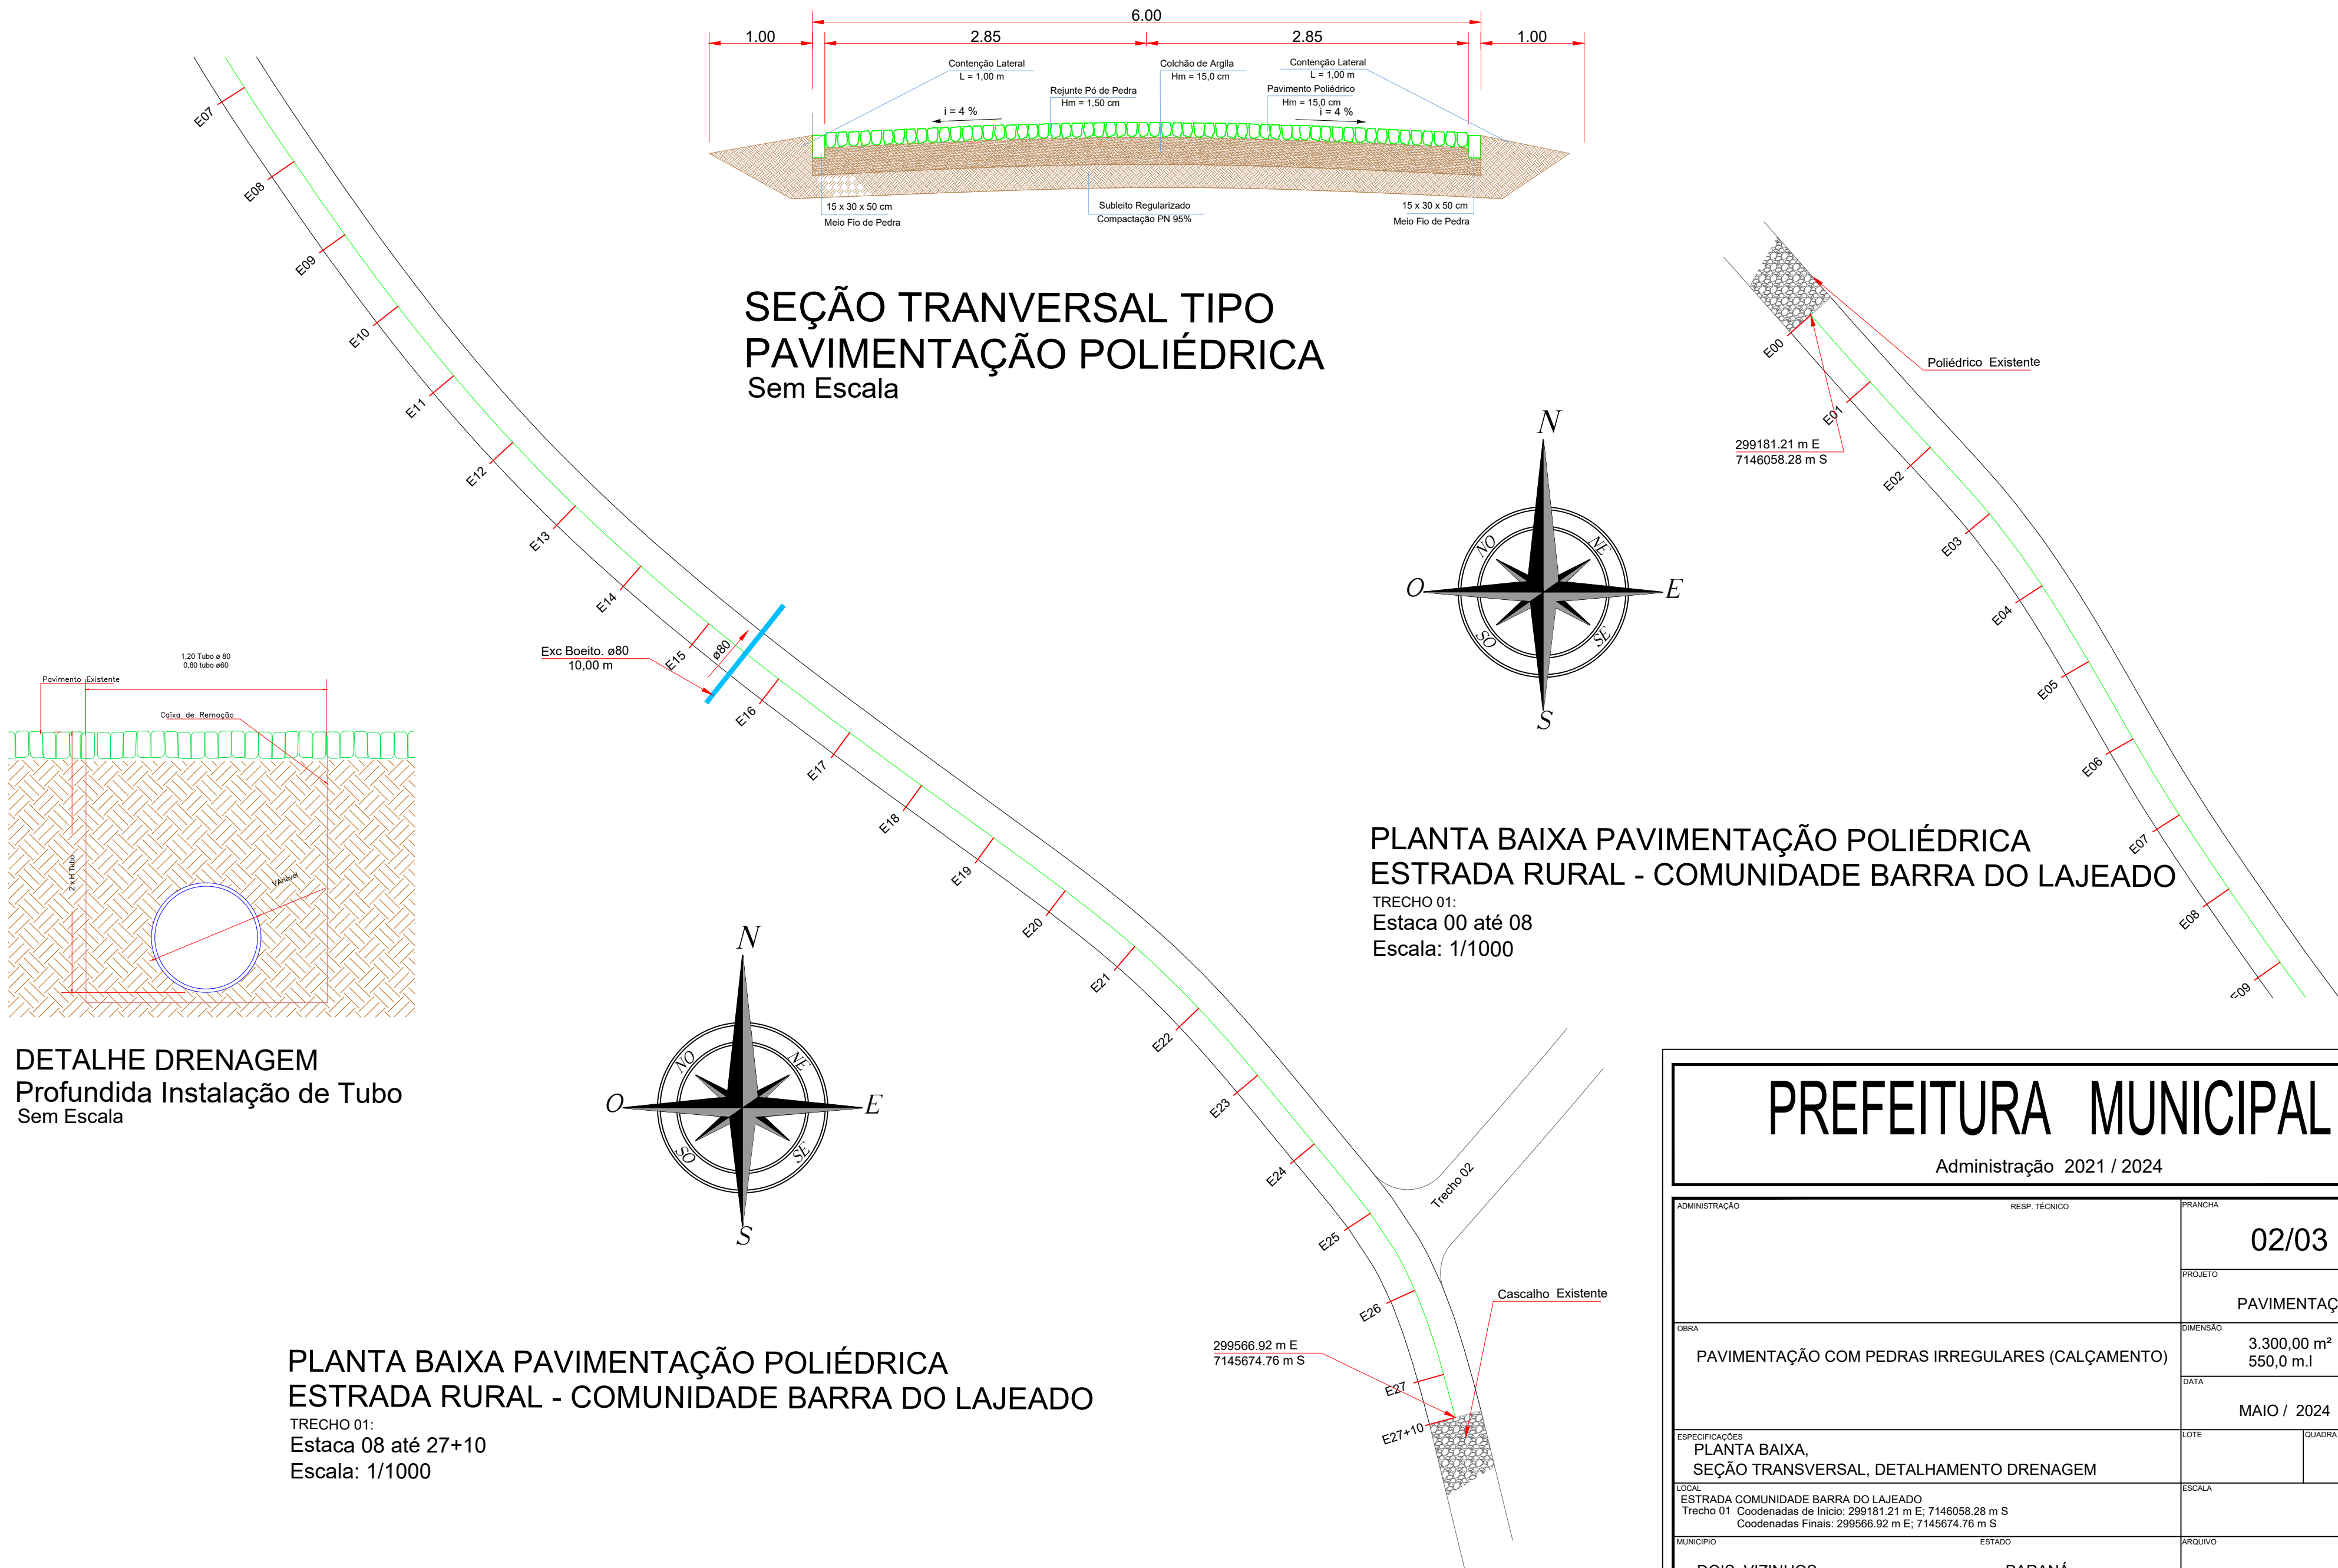 6.00
1.00
2.85
2.85
1.00
Contenção Lateral
L = 1,00 m
Colchão de Argila
Hm = 15,0 cm
Contenção Lateral
L = 1,00 m
Rejunte Pó de Pedra
Hm = 1,50 cm
Pavimento Poliédrico
Hm = 15,0 cm
i = 4 %
i = 4 %
15 x 30 x 50 cm
Meio Fio de Pedra
Subleito Regularizado
Compactação PN 95%
15 x 30 x 50 cm
Meio Fio de Pedra
SEÇÃO TRANVERSAL TIPO
PAVIMENTAÇÃO POLIÉDRICA
Sem Escala
E07
E08
E09
E10
E11
E12
E13
E14
E15
ø80
Exc Boeito. ø80
10,00 m
E16
E17
E18
E19
E20
E21
E22
E23
E24
E25
E26
E27
E27+10
Trecho 02
Cascalho Existente
299566.92 m E
7145674.76 m S
E00
E01
E02
E03
E04
E05
E06
E07
E08
E09
Poliédrico Existente
299181.21 m E
7146058.28 m S
N
NO
NE
O
E
SO
SE
S
PLANTA BAIXA PAVIMENTAÇÃO POLIÉDRICA
ESTRADA RURAL - COMUNIDADE BARRA DO LAJEADO
TRECHO 01:
Estaca 00 até 08
Escala: 1/1000
1,20 Tubo ø 80
0,80 tubo ø60
Pavimento Existente
Caixa de Remoção
2 x H Tubo
VAriavel
DETALHE DRENAGEM
Profundida Instalação de Tubo
Sem Escala
N
NO
NE
O
E
SO
SE
S
PLANTA BAIXA PAVIMENTAÇÃO POLIÉDRICA
ESTRADA RURAL - COMUNIDADE BARRA DO LAJEADO
TRECHO 01:
Estaca 08 até 27+10
Escala: 1/1000
PREFEITURA MUNICIPAL
Administração 2021 / 2024
ADMINISTRAÇÃO
RESP. TÉCNICO
PRANCHA
02/03
PROJETO
PAVIMENTAÇ
OBRA
PAVIMENTAÇÃO COM PEDRAS IRREGULARES (CALÇAMENTO)
DIMENSÃO
3.300,00 m²
550,0 m.l
DATA
MAIO / 2024
ESPECIFICAÇÕES
PLANTA BAIXA,
SEÇÃO TRANSVERSAL, DETALHAMENTO DRENAGEM
LOTE
QUADRA
LOCAL
ESTRADA COMUNIDADE BARRA DO LAJEADO
Trecho 01 Coodenadas de Inicio: 299181.21 m E; 7146058.28 m S
Coodenadas Finais: 299566.92 m E; 7145674.76 m S
ESCALA
MUNICIPIO
ESTADO
ARQUIVO
DOIS VIZINHOS
PARANÁ